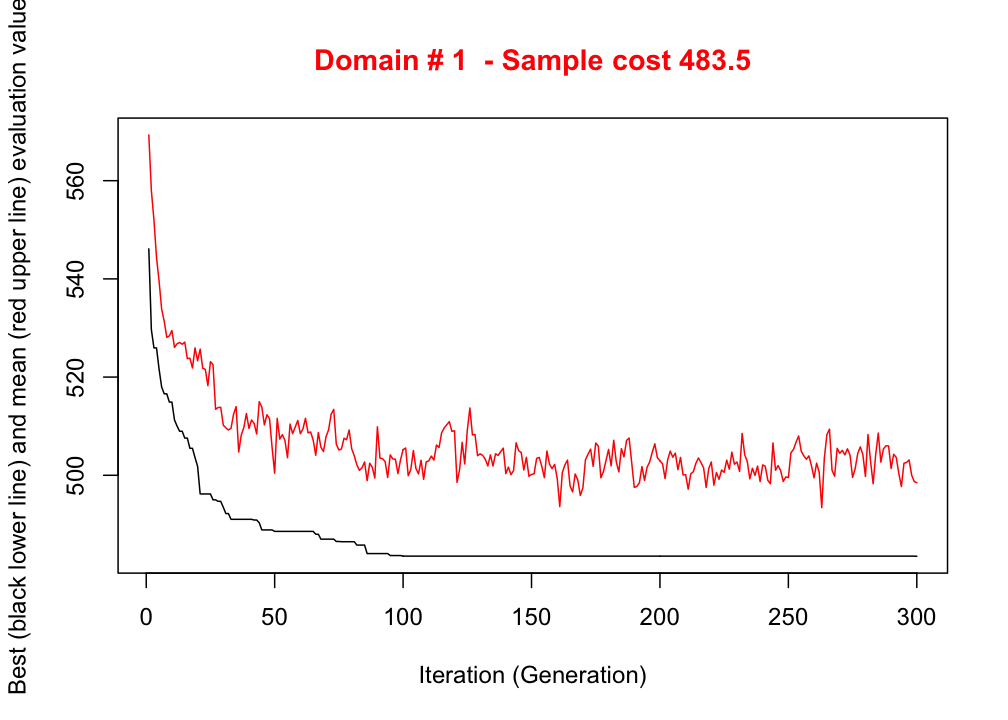 Domain # 1  - Sample cost 483.5
Best (black lower line) and mean (red upper line) evaluation value
560
540
520
500
0 50 100 150 200 250 300
Iteration (Generation)